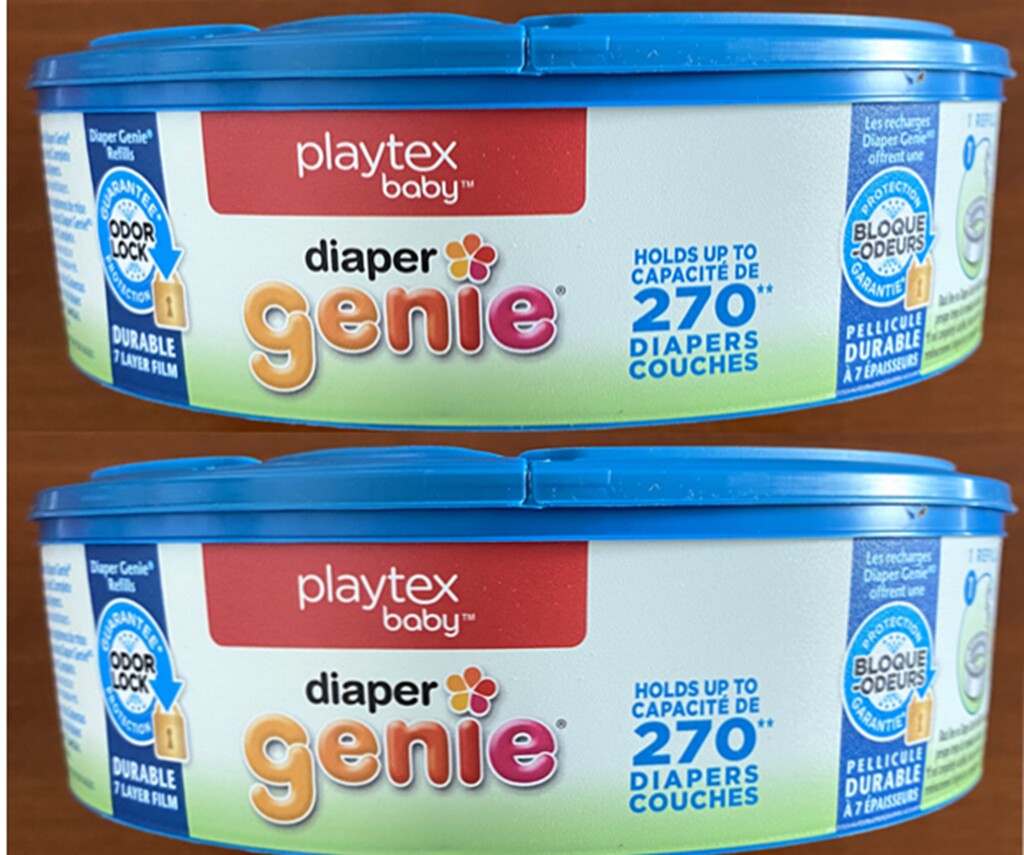 Diaper Genie®
Refills
GUARANTEE*
ODOR
LOCK
PROTECTION
DURABLE
7 LAYER FILM
playtex
baby™
diaper
genie®
HOLDS UP TO
CAPACITÉ DE
270**
DIAPERS
COUCHES
Les recharges
Diaper Genie
offrent une
PROTECTION
BLOQUE
-ODEURS
GARANTIE
PELLICULE
DURABLE
À 7 ÉPAISSEURS
1 REFILL
Diaper Genie®
Refills
GUARANTEE*
ODOR
LOCK
PROTECTION
DURABLE
7 LAYER FILM
playtex
baby™
diaper
genie®
HOLDS UP TO
CAPACITÉ DE
270**
DIAPERS
COUCHES
Les recharges
Diaper Genie
offrent une
PROTECTION
BLOQUE
-ODEURS
GARANTIE
PELLICULE
DURABLE
À 7 ÉPAISSEURS